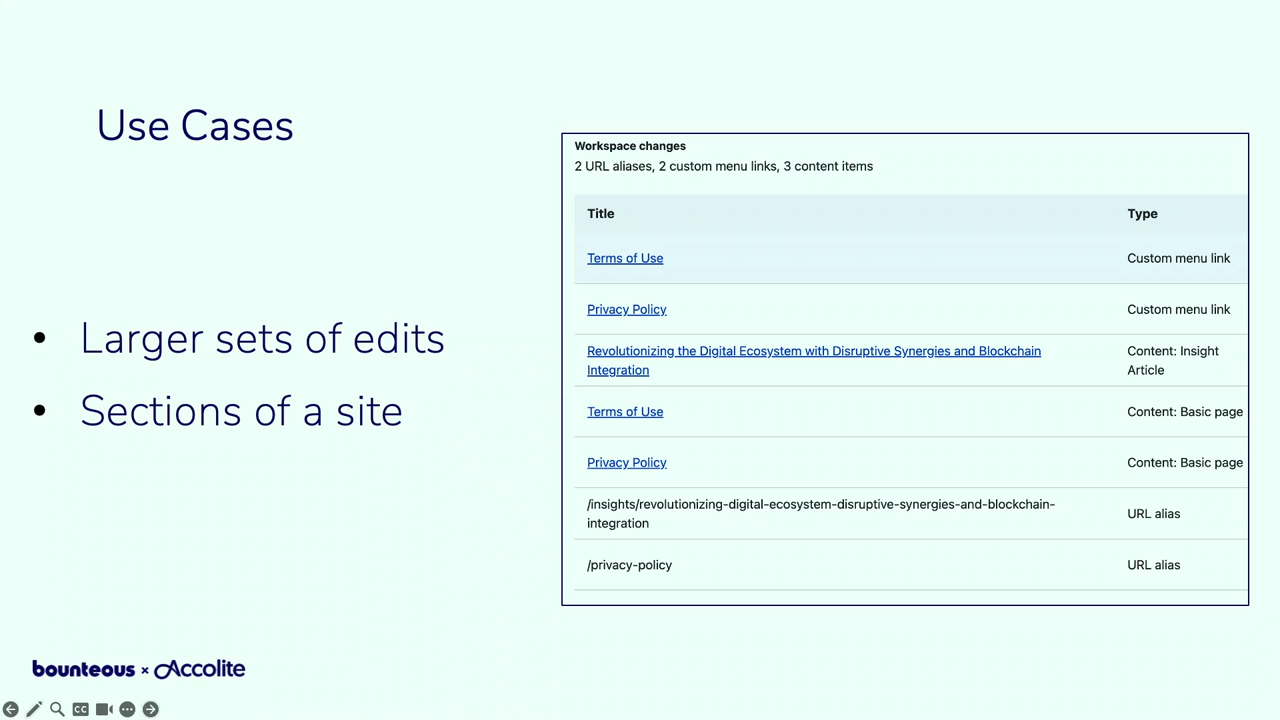 Use Cases
• Larger sets of edits
• Sections of a site
Workspace changes
2 URL aliases, 2 custom menu links, 3 content items
Title Type
Terms of Use Custom menu link
Privacy Policy Custom menu link
Revolutionizing the Digital Ecosystem with Disruptive Synergies and Blockchain
Integration
Content: Insight
Article
Terms of Use Content: Basic page
Privacy Policy Content: Basic page
/insights/revolutionizing-digital-ecosystem-disruptive-synergies-and-blockchain-
integration
URL alias
/privacy-policy URL alias
bounteous x Accolite
CC